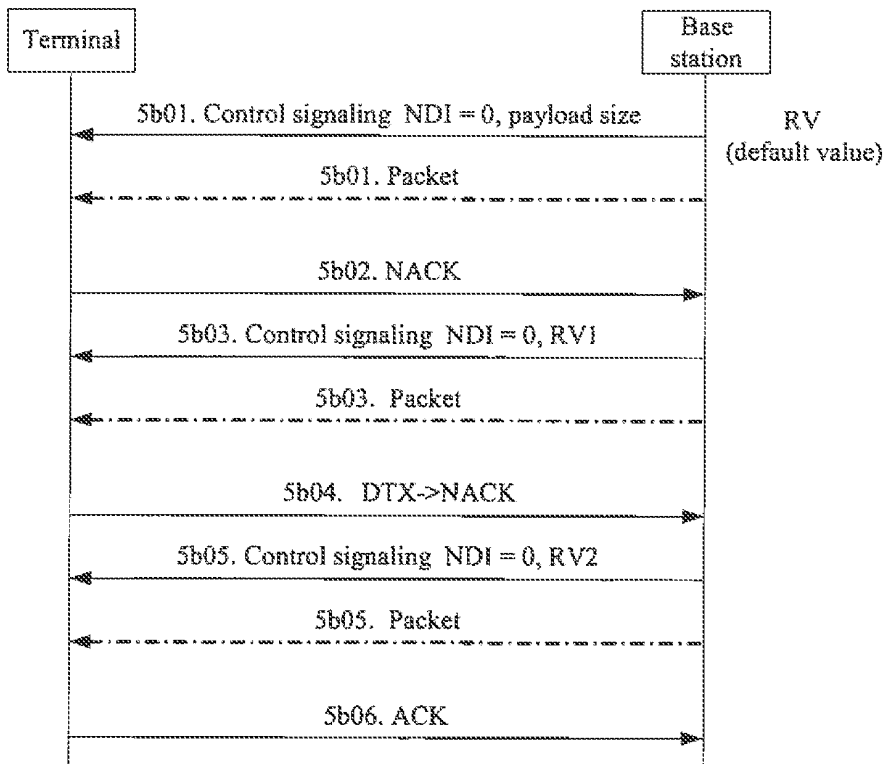 Terminal
Base
station
5b01. Control signaling NDI = 0, payload size
RV
(default value)
5b01. Packet
5b02. NACK
5b03. Control signaling NDI = 0, RV1
5b03. Packet
5b04. DTX->NACK
5b05. Control signaling NDI = 0, RV2
5b05. Packet
5b06. ACK